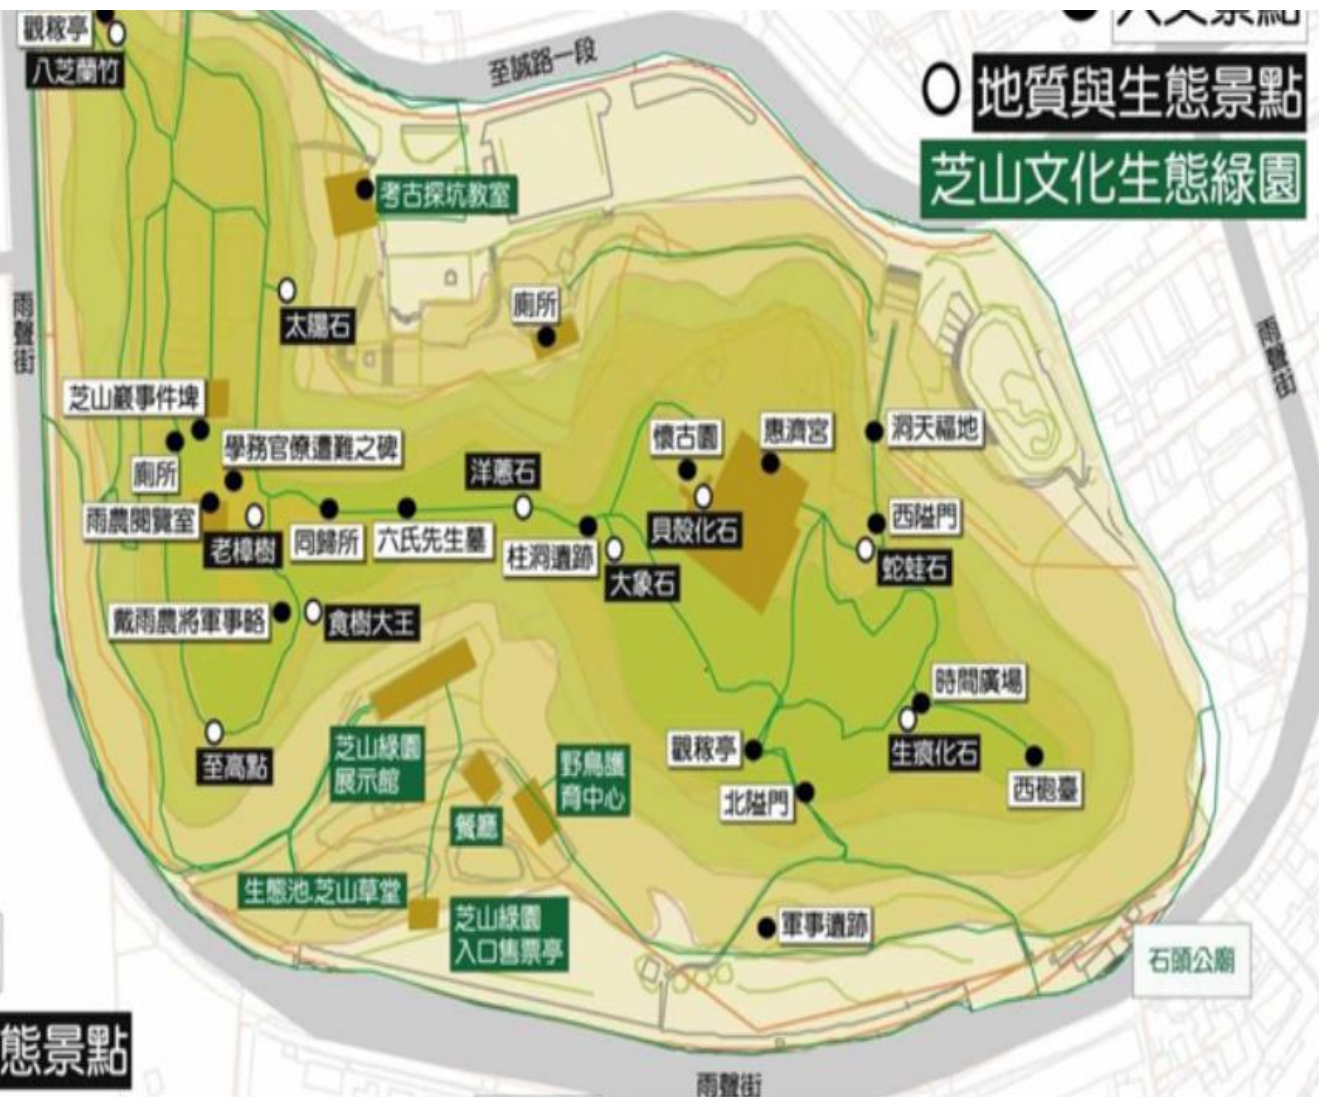 觀稼亭
八芝蘭竹
至誠路一段
人文景點
地質與生態景點
芝山文化生態綠園
考古探坑教室
雨聲街
太陽石
廁所
雨聲街
芝山巖事件埤
學務官僚遭難之碑
廁所
雨農閱覽室
老樟樹
同歸所
六氏先生墓
洋蔥石
柱洞遺跡
大象石
懷古園
貝殼化石
惠濟宮
洞天福地
西隘門
蛇蛙石
戴雨農將軍事略
食樹大王
至高點
芝山綠園
展示館
野鳥護
育中心
餐廳
生態池.芝山草堂
芝山綠園
入口售票亭
觀稼亭
北隘門
時間廣場
生痕化石
西砲臺
軍事遺跡
石頭公廟
態景點
雨聲街